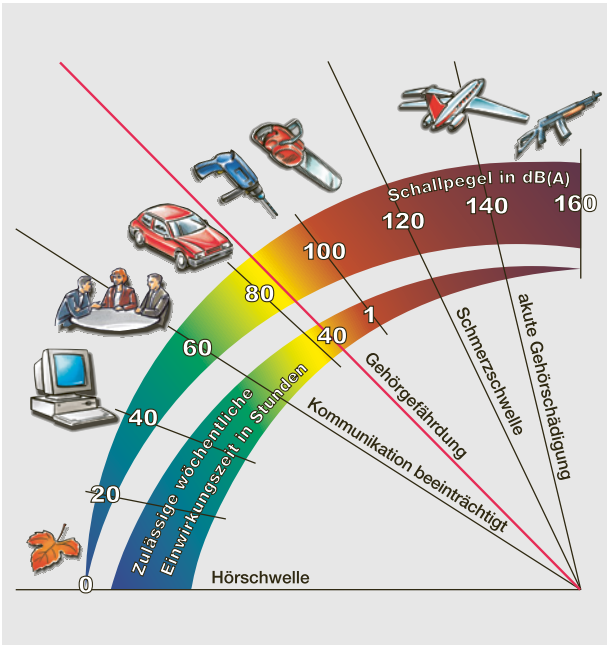 Schallpegel in dB(A)
0
20
40
60
80
100
120
140
160
Zulässige wöchentliche
Einwirkungszeit in Stunden
40
1
Hörschwelle
Kommunikation beeinträchtigt
Gehörgefährdung
Schmerzschwelle
akute Gehörschädigung